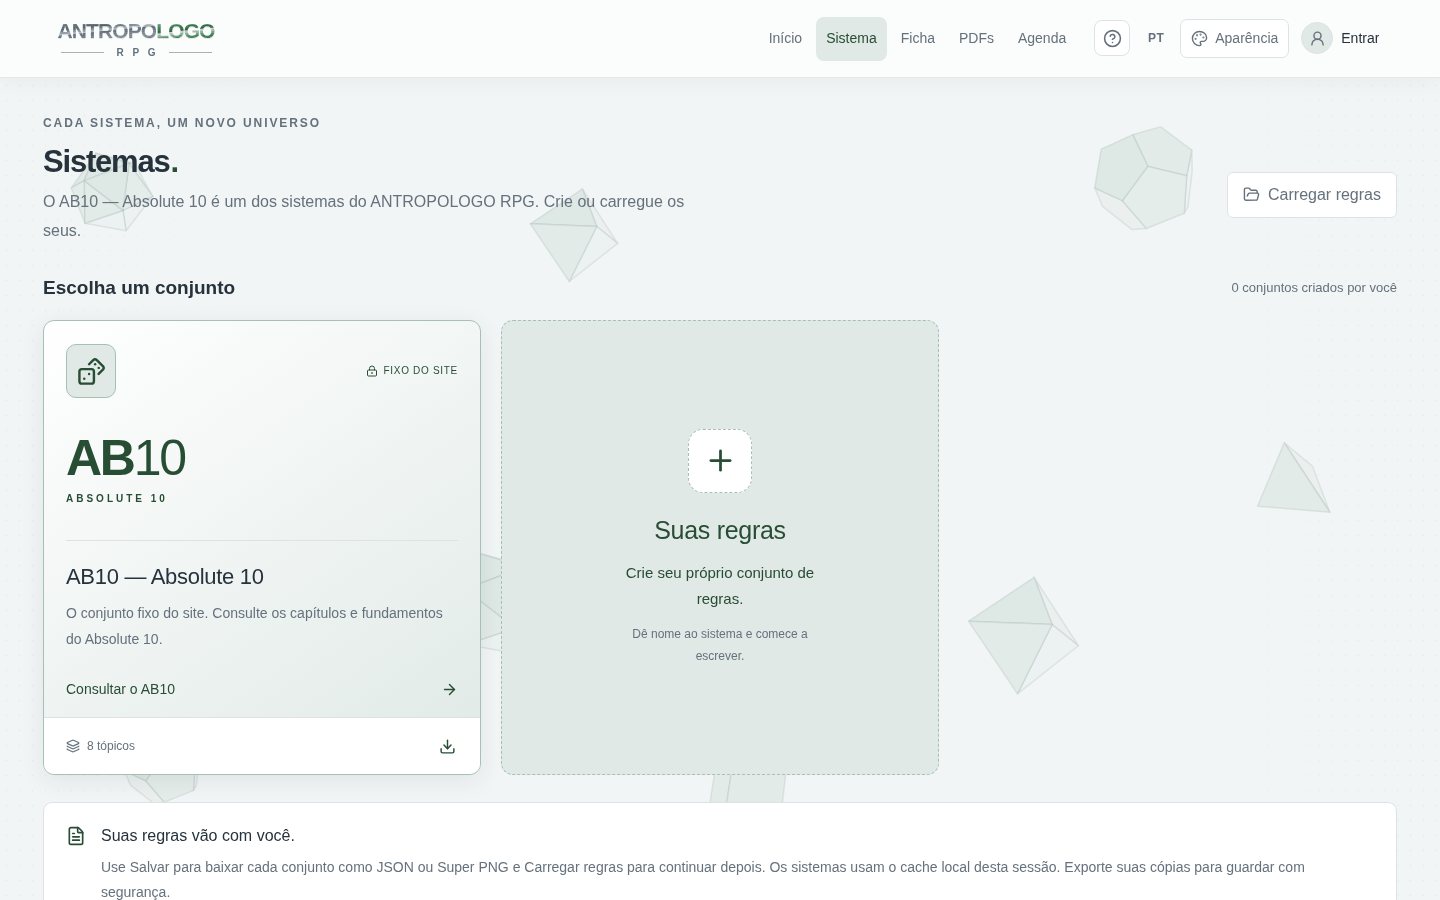 ANTROPOLOGO
RPG
Início
Sistema
Ficha
PDFs
Agenda
PT
Aparência
Entrar
CADA SISTEMA, UM NOVO UNIVERSO
Sistemas.
O AB10 — Absolute 10 é um dos sistemas do ANTROPOLOGO RPG. Crie ou carregue os
seus.
Carregar regras
Escolha um conjunto
0 conjuntos criados por você
FIXO DO SITE
AB10
ABSOLUTE 10
AB10 — Absolute 10
O conjunto fixo do site. Consulte os capítulos e fundamentos
do Absolute 10.
Consultar o AB10
8 tópicos
Suas regras
Crie seu próprio conjunto de
regras.
Dê nome ao sistema e comece a
escrever.
Suas regras vão com você.
Use Salvar para baixar cada conjunto como JSON ou Super PNG e Carregar regras para continuar depois. Os sistemas usam o cache local desta sessão. Exporte suas cópias para guardar com
segurança.